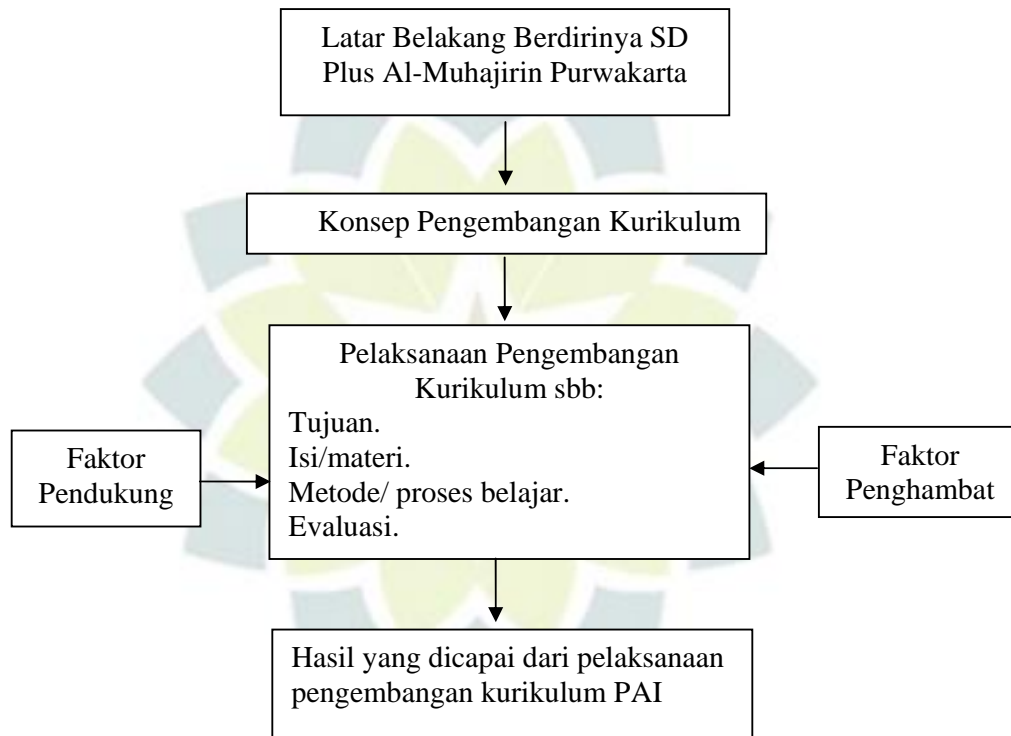 Latar Belakang Berdirinya SD
Plus Al-Muhajirin Purwakarta
Konsep Pengembangan Kurikulum
Pelaksanaan Pengembangan
Kurikulum sbb:
Tujuan.
Isi/materi.
Metode/ proses belajar.
Evaluasi.
Faktor
Pendukung
Faktor
Penghambat
Hasil yang dicapai dari pelaksanaan
pengembangan kurikulum PAI